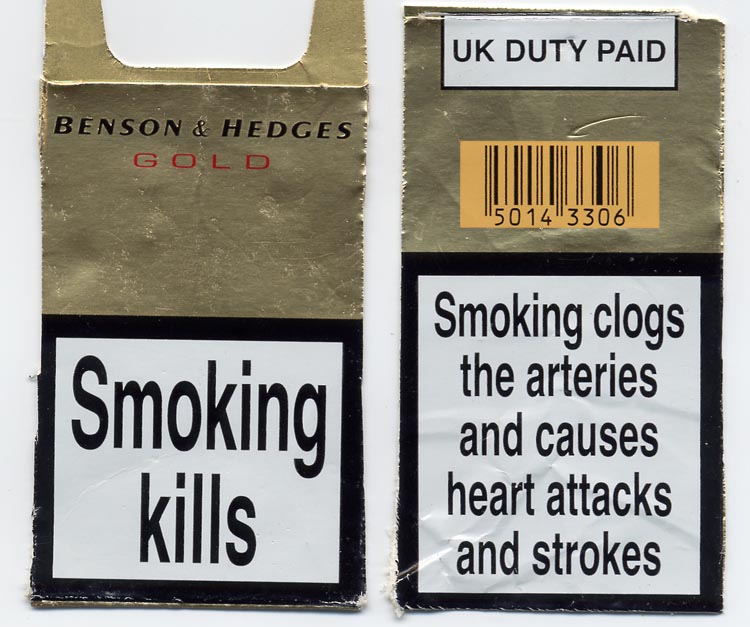 BENSON & HEDGES
GOLD
Smoking
kills
UK DUTY PAID
5014 3306
Smoking clogs
the arteries
and causes
heart attacks
and strokes